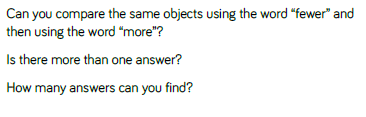 Can you compare the same objects using the word “fewer” and
then using the word “more”?
Is there more than one answer?
How many answers can you find?